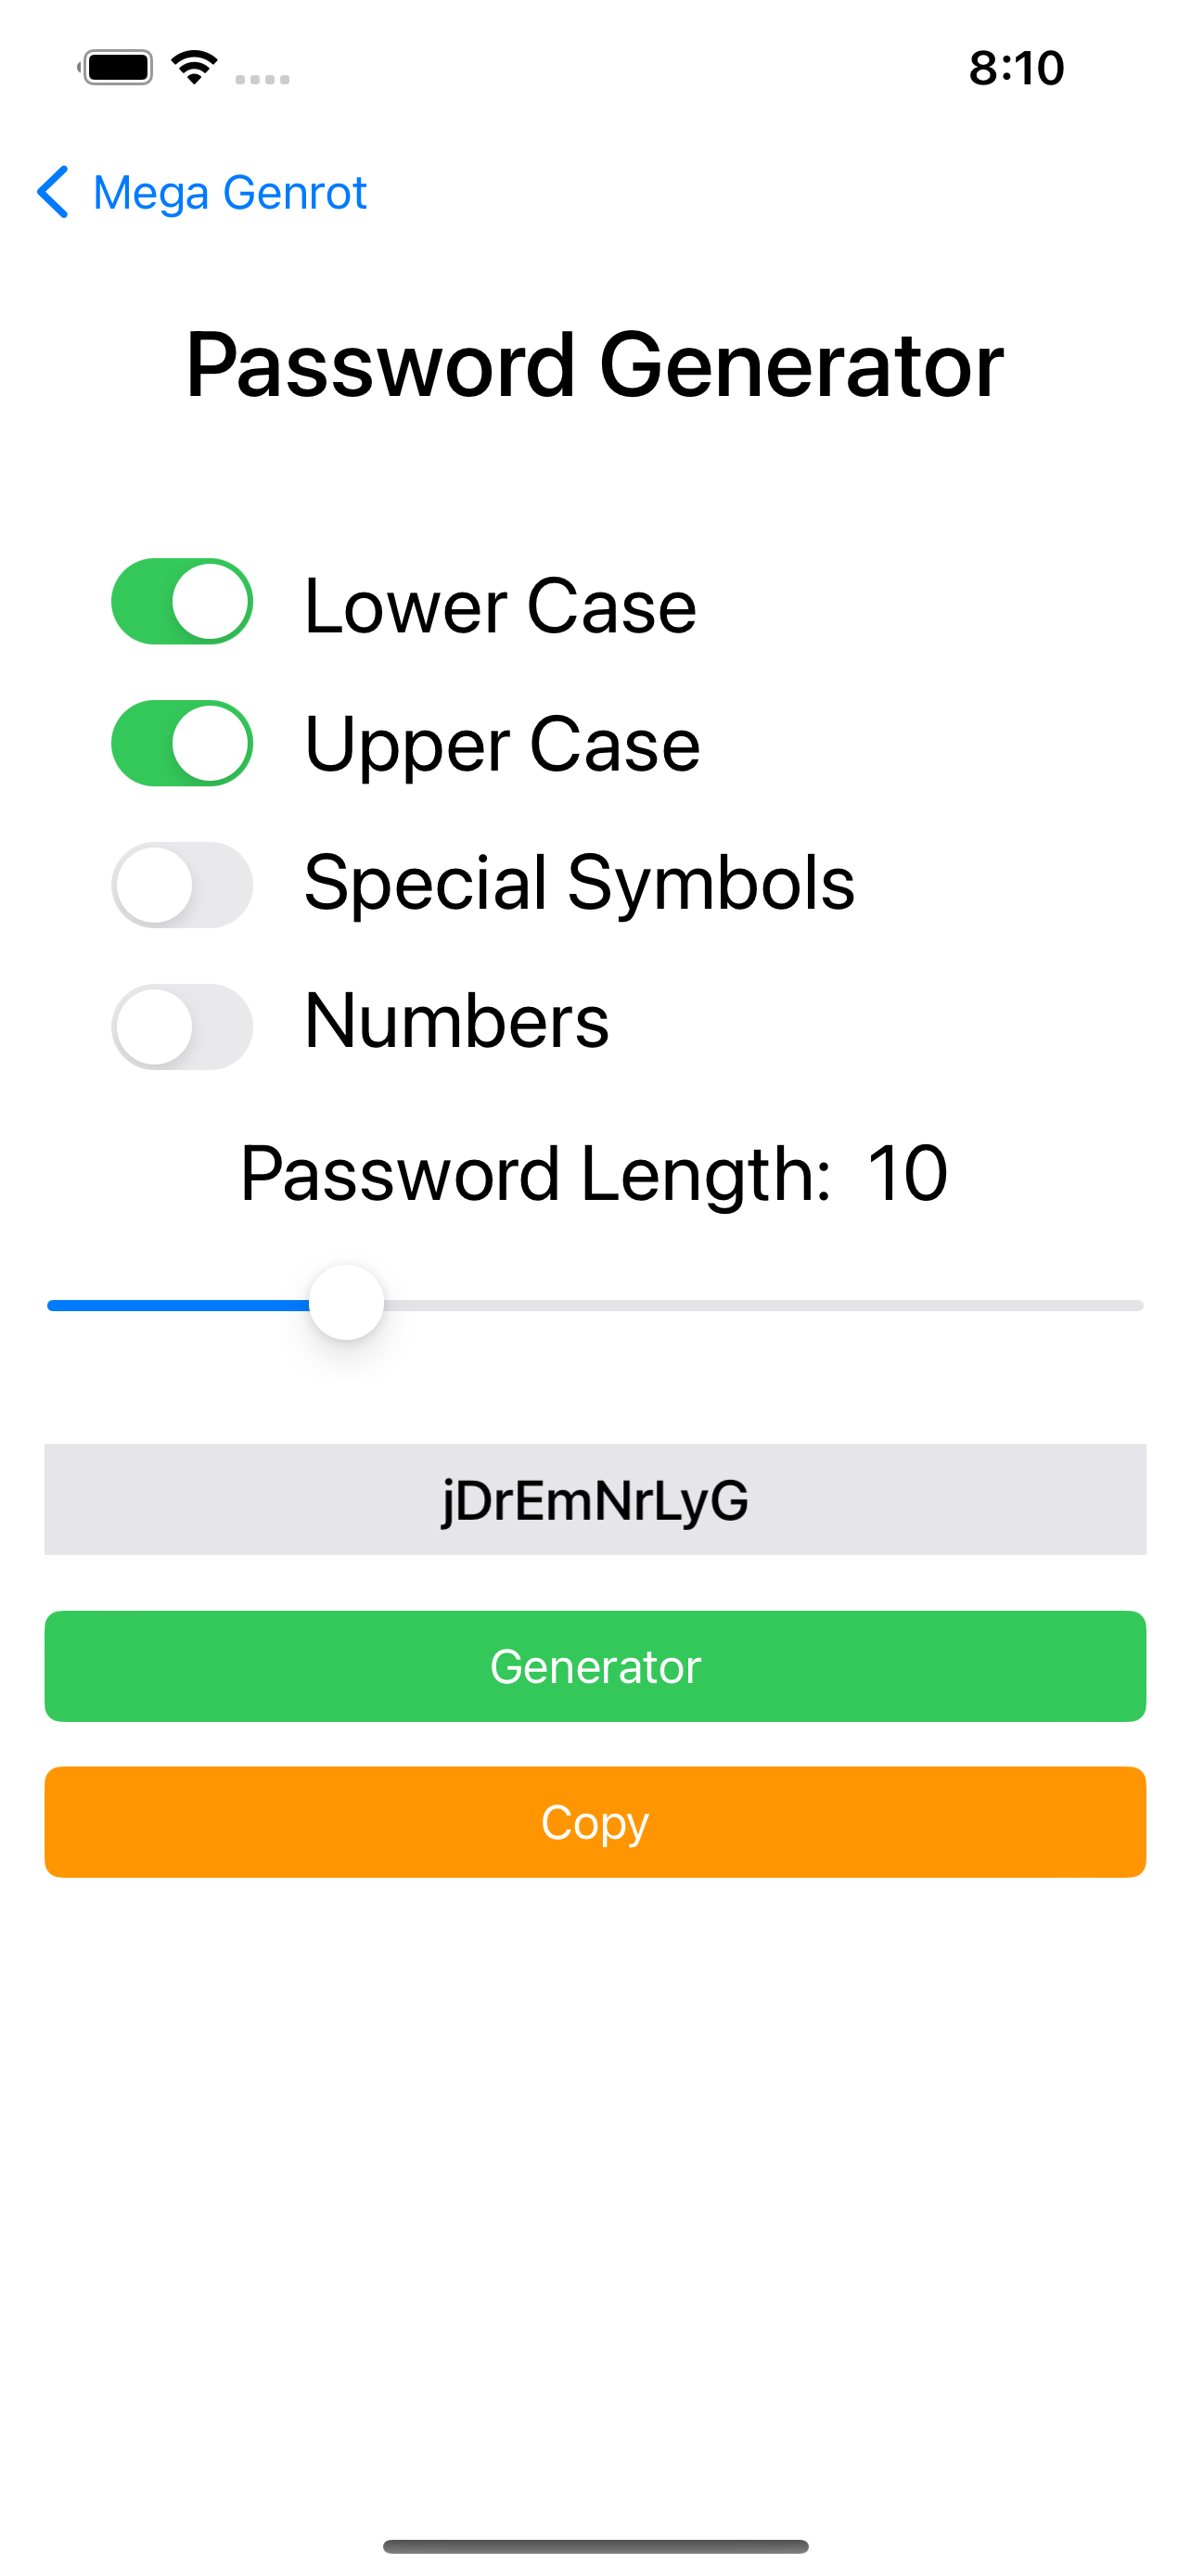 8:10
Mega Genrot
Password Generator
Lower Case
Upper Case
Special Symbols
Numbers
Password Length: 10
jDrEmNrLyG
Generator
Copy